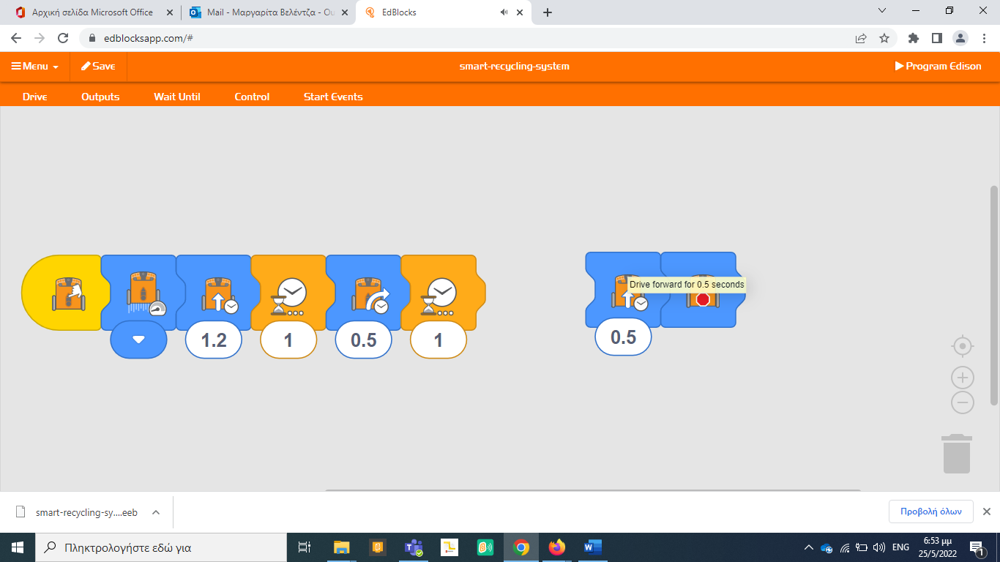 Αρχική σελίδα Microsoft Office
Mail - Μαργαρίτα Βελέντζα - Ou
EdBlocks
edblocksapp.com/#
Menu
Save
smart-recycling-system
Program Edison
Drive
Outputs
Wait Until
Control
Start Events
Drive forward for 0.5 seconds
1.2
1
0.5
1
0.5
smart-recycling-sy....eeb
Προβολή όλων
Πληκτρολογήστε εδώ για
ENG
6:53 μμ
25/5/2022
1